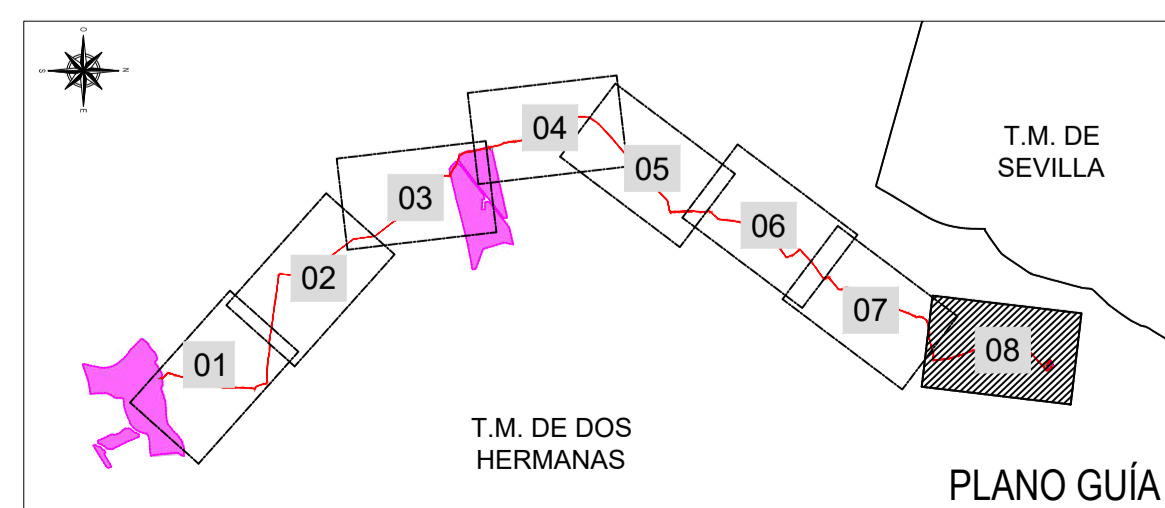 O
S
N
E
T.M. DE
SEVILLA
04
05
03
06
02
07
08
01
T.M. DE DOS
HERMANAS
PLANO GUÍA